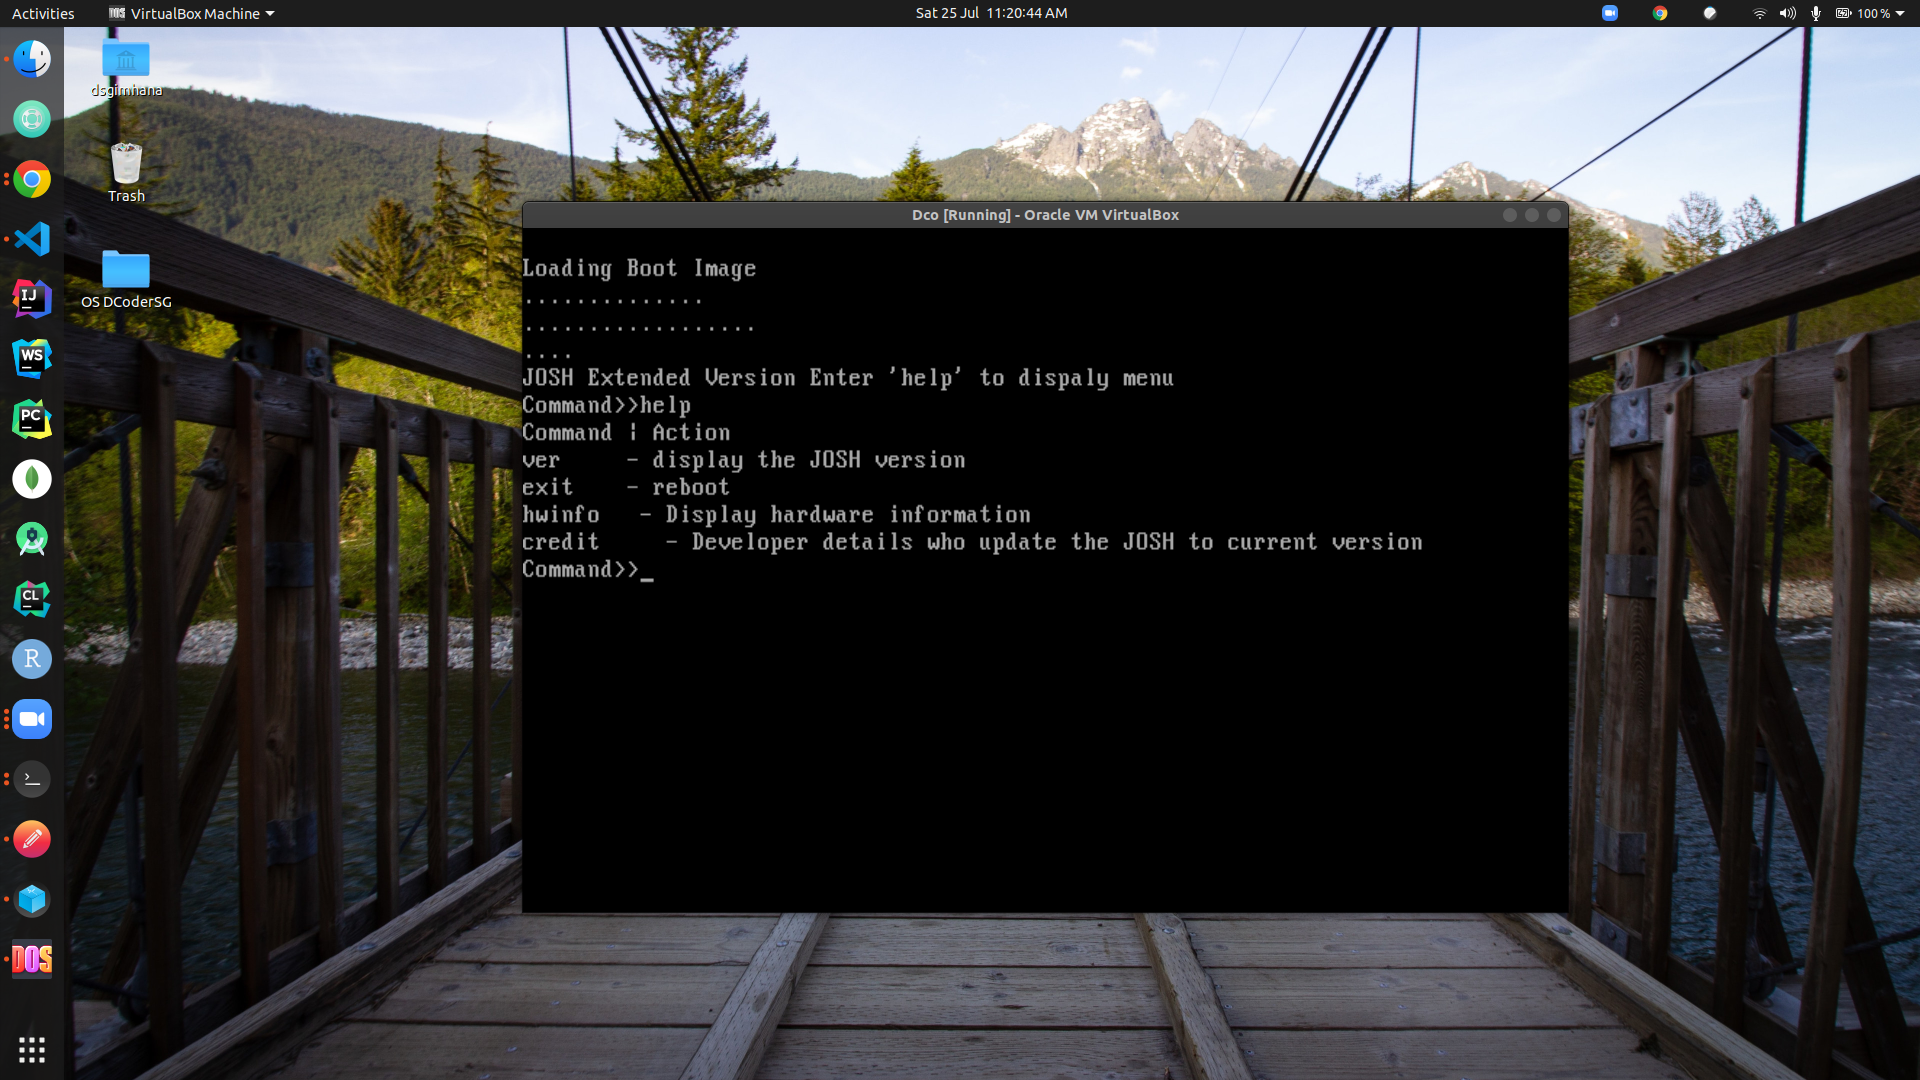 Activities
VirtualBox Machine
Sat 25 Jul 11:20:44 AM
100 %
dsgimhana
Trash
OS DCoderSG
IJ
WS
PC
CL
R
DOS
Dco [Running] - Oracle VM VirtualBox
Loading Boot Image
..............
..................
....
JOSH Extended Version Enter 'help' to dispaly menu
Command>>help
Command ¦ Action
ver     - display the JOSH version
exit    - reboot
hwinfo   - Display hardware information
credit     - Developer details who update the JOSH to current version
Command>>_